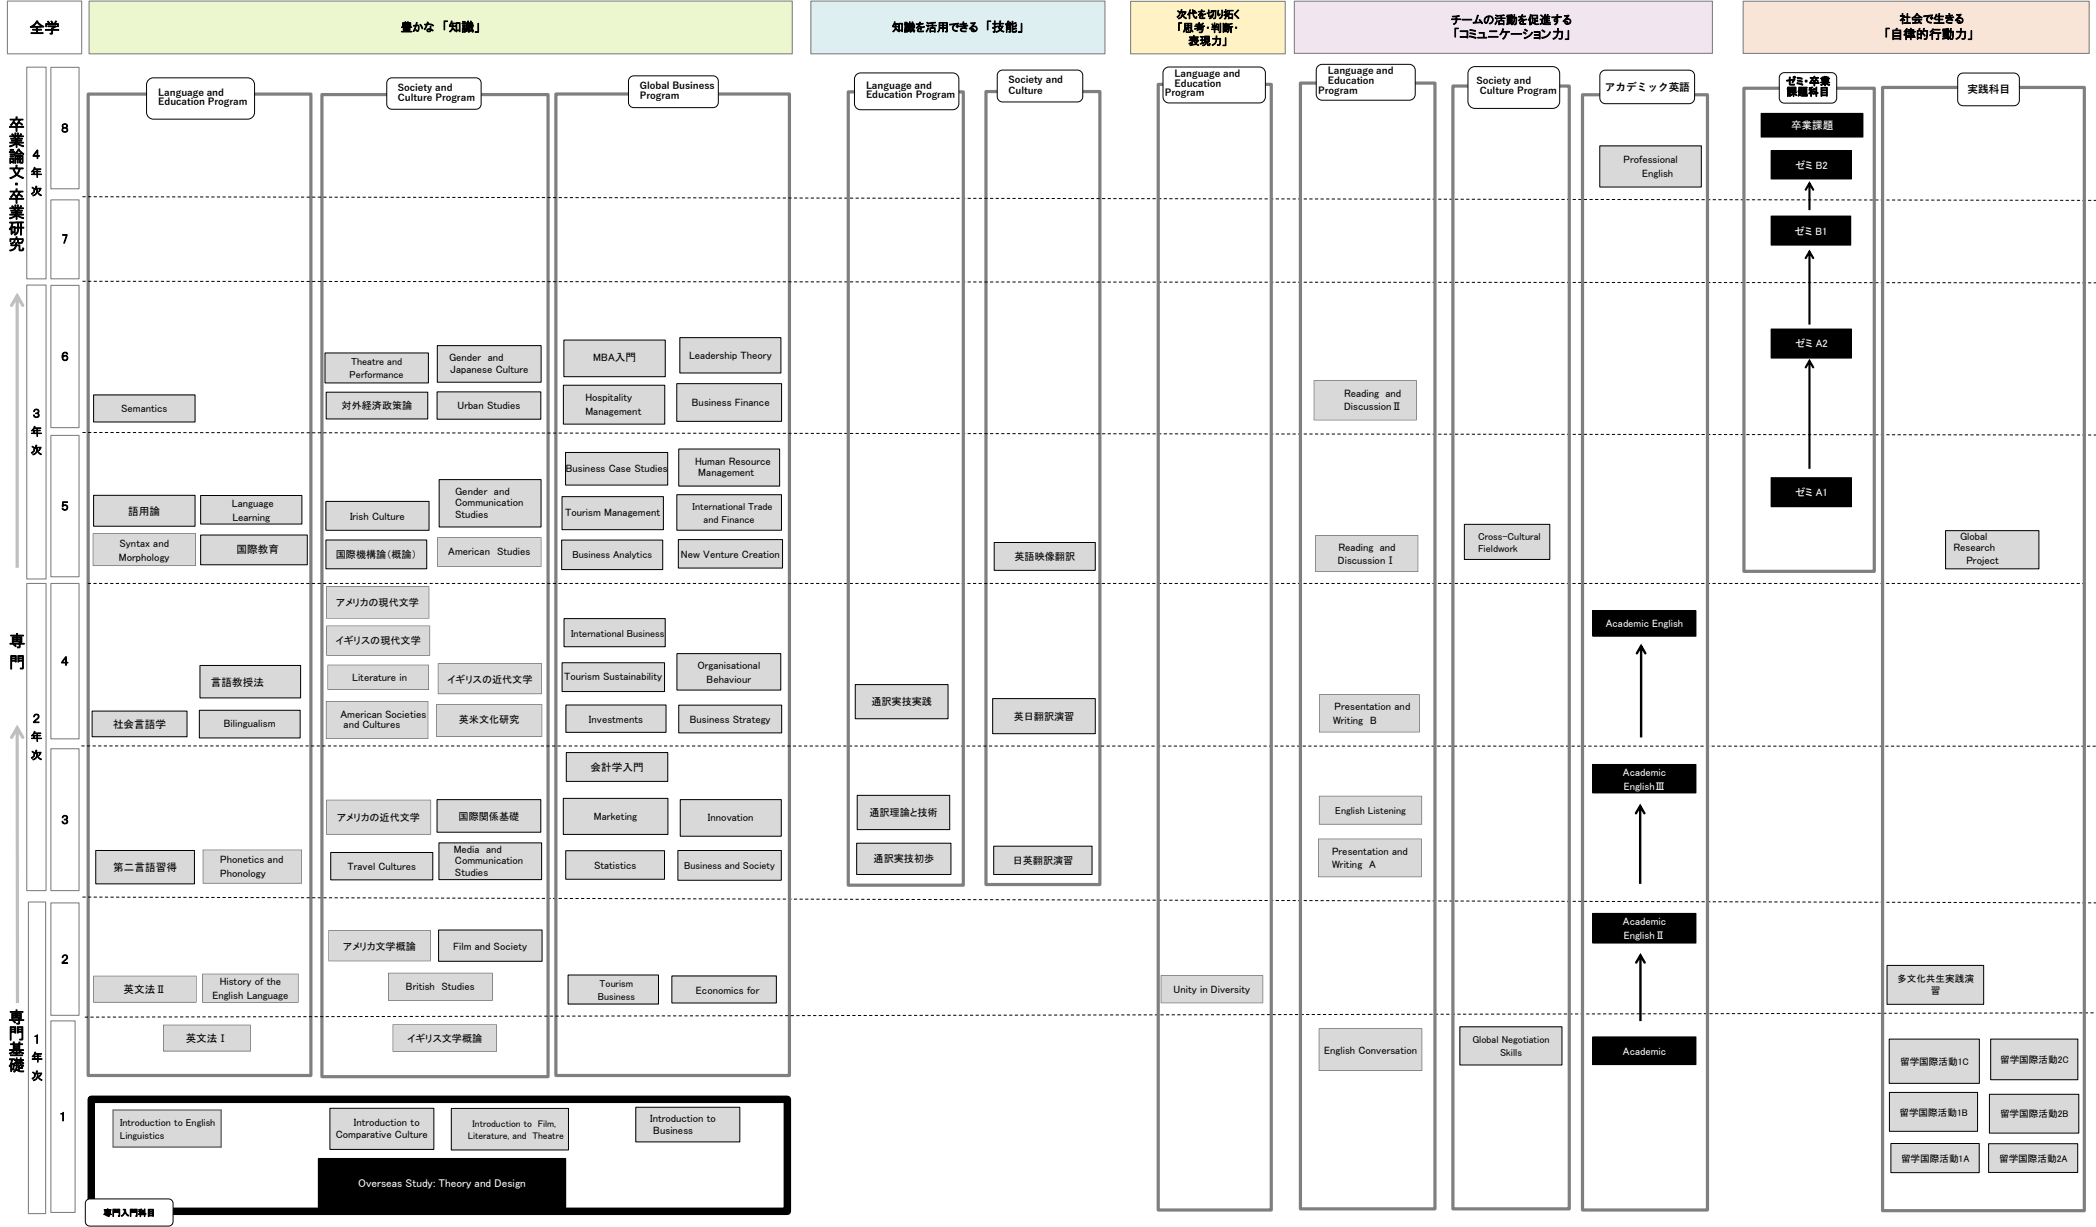 全学
豊かな「知識」
知識を活用できる「技能」
次代を切り拓く
「思考・判断・
表現力」
チームの活動を促進する
「コミュニケーション力」
社会で生きる
「自律的行動力」
Language and
Education Program
Society and
Culture Program
Global Business
Program
Language and
Education Program
Society and
Culture
Language and
Education
Program
Language and
Education
Program
Society and
Culture Program
アカデミック英語
ゼミ・卒業
課題科目
実践科目
卒業論文・卒業研究
専門
専門基礎
4年次
3年次
2年次
1年次
8
卒業課題
Professional
English
ゼミ B2
7
ゼミ B1
6
Theatre and
Performance
Gender and
Japanese Culture
MBA入門
Leadership Theory
ゼミ A2
Semantics
対外経済政策論
Urban Studies
Hospitality
Management
Business Finance
Reading and
Discussion Ⅱ
5
Business Case Studies
Human Resource
Management
語用論
Language
Learning
Irish Culture
Gender and
Communication
Studies
Tourism Management
International Trade
and Finance
ゼミ A1
Syntax and
Morphology
国際教育
国際機構論(概論)
American Studies
Business Analytics
New Venture Creation
英語映像翻訳
Reading and
Discussion Ⅰ
Cross-Cultural
Fieldwork
Global
Research
Project
4
アメリカの現代文学
イギリスの現代文学
International Business
Academic English
言語教授法
Literature in
イギリスの近代文学
Tourism Sustainability
Organisational
Behaviour
社会言語学
Bilingualism
American Societies
and Cultures
英米文化研究
Investments
Business Strategy
通訳実技実践
英日翻訳演習
Presentation and
Writing B
3
会計学入門
Academic
EnglishⅢ
アメリカの近代文学
国際関係基礎
Marketing
Innovation
通訳理論と技術
English Listening
第二言語習得
Phonetics and
Phonology
Travel Cultures
Media and
Communication
Studies
Statistics
Business and Society
通訳実技初歩
日英翻訳演習
Presentation and
Writing A
2
アメリカ文学概論
Film and Society
Academic
English Ⅱ
英文法Ⅱ
History of the
English Language
British Studies
Tourism
Business
Economics for
Unity in Diversity
多文化共生実践演
習
1
英文法Ⅰ
イギリス文学概論
English Conversation
Global Negotiation
Skills
Academic
留学国際活動1C
留学国際活動2C
留学国際活動1B
留学国際活動2B
留学国際活動1A
留学国際活動2A
Introduction to English
Linguistics
Introduction to
Comparative Culture
Introduction to Film,
Literature, and Theatre
Introduction to
Business
Overseas Study: Theory and Design
専門入門科目